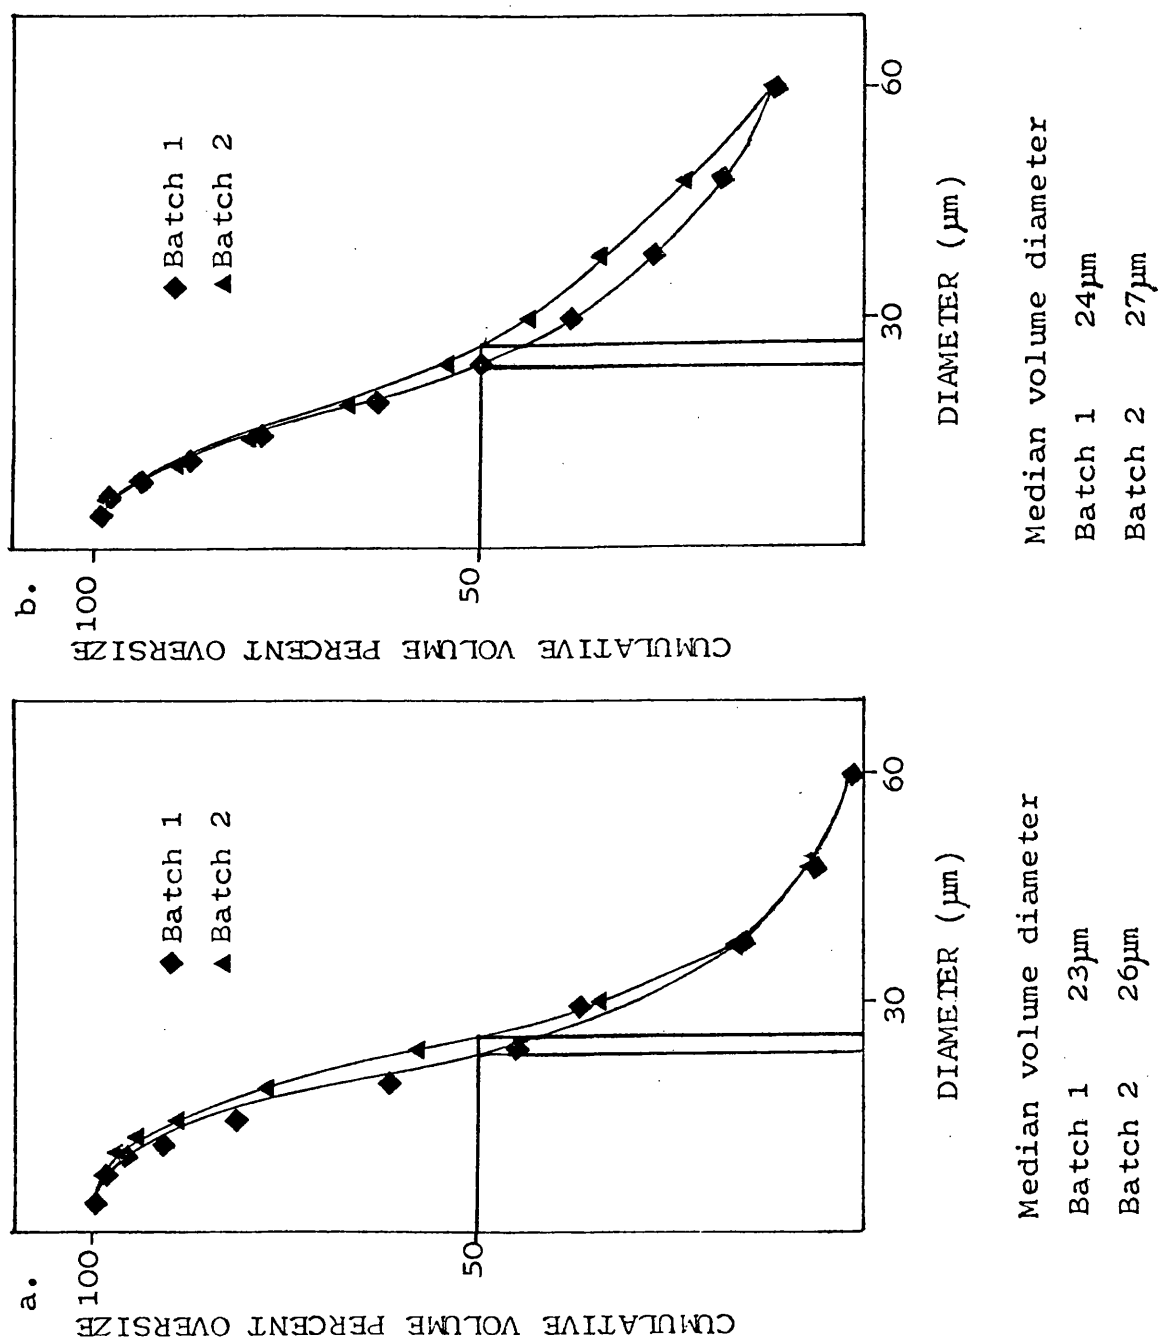 a.
CUMULATIVE VOLUME PERCENT OVERSIZE
100
50
◆ Batch 1
▲ Batch 2
30
60
DIAMETER (µm)
Median volume diameter
Batch 1 23µm
Batch 2 26µm
b.
CUMULATIVE VOLUME PERCENT OVERSIZE
100
50
◆ Batch 1
▲ Batch 2
30
60
DIAMETER (µm)
Median volume diameter
Batch 1 24µm
Batch 2 27µm